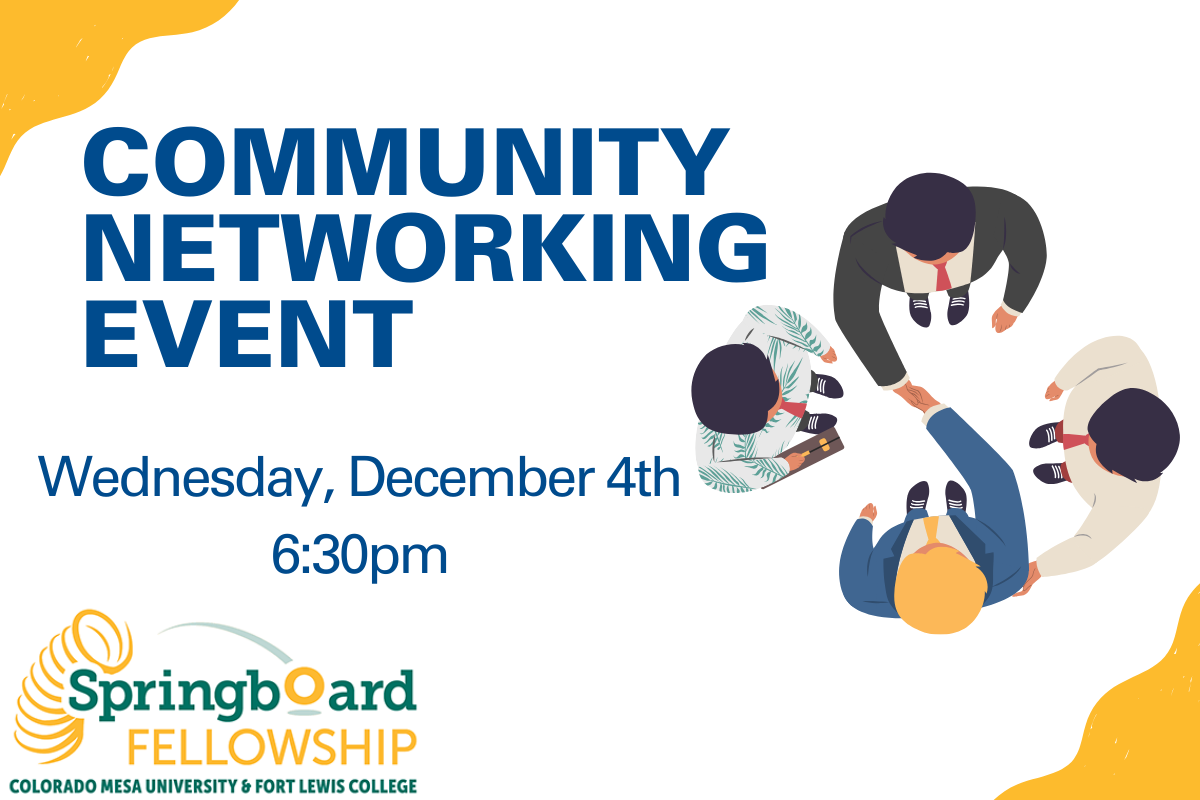 COMMUNITY
NETWORKING
EVENT
Wednesday, December 4th
6:30pm
Springboard
FELLOWSHIP
COLORADO MESA UNIVERSITY & FORT LEWIS COLLEGE